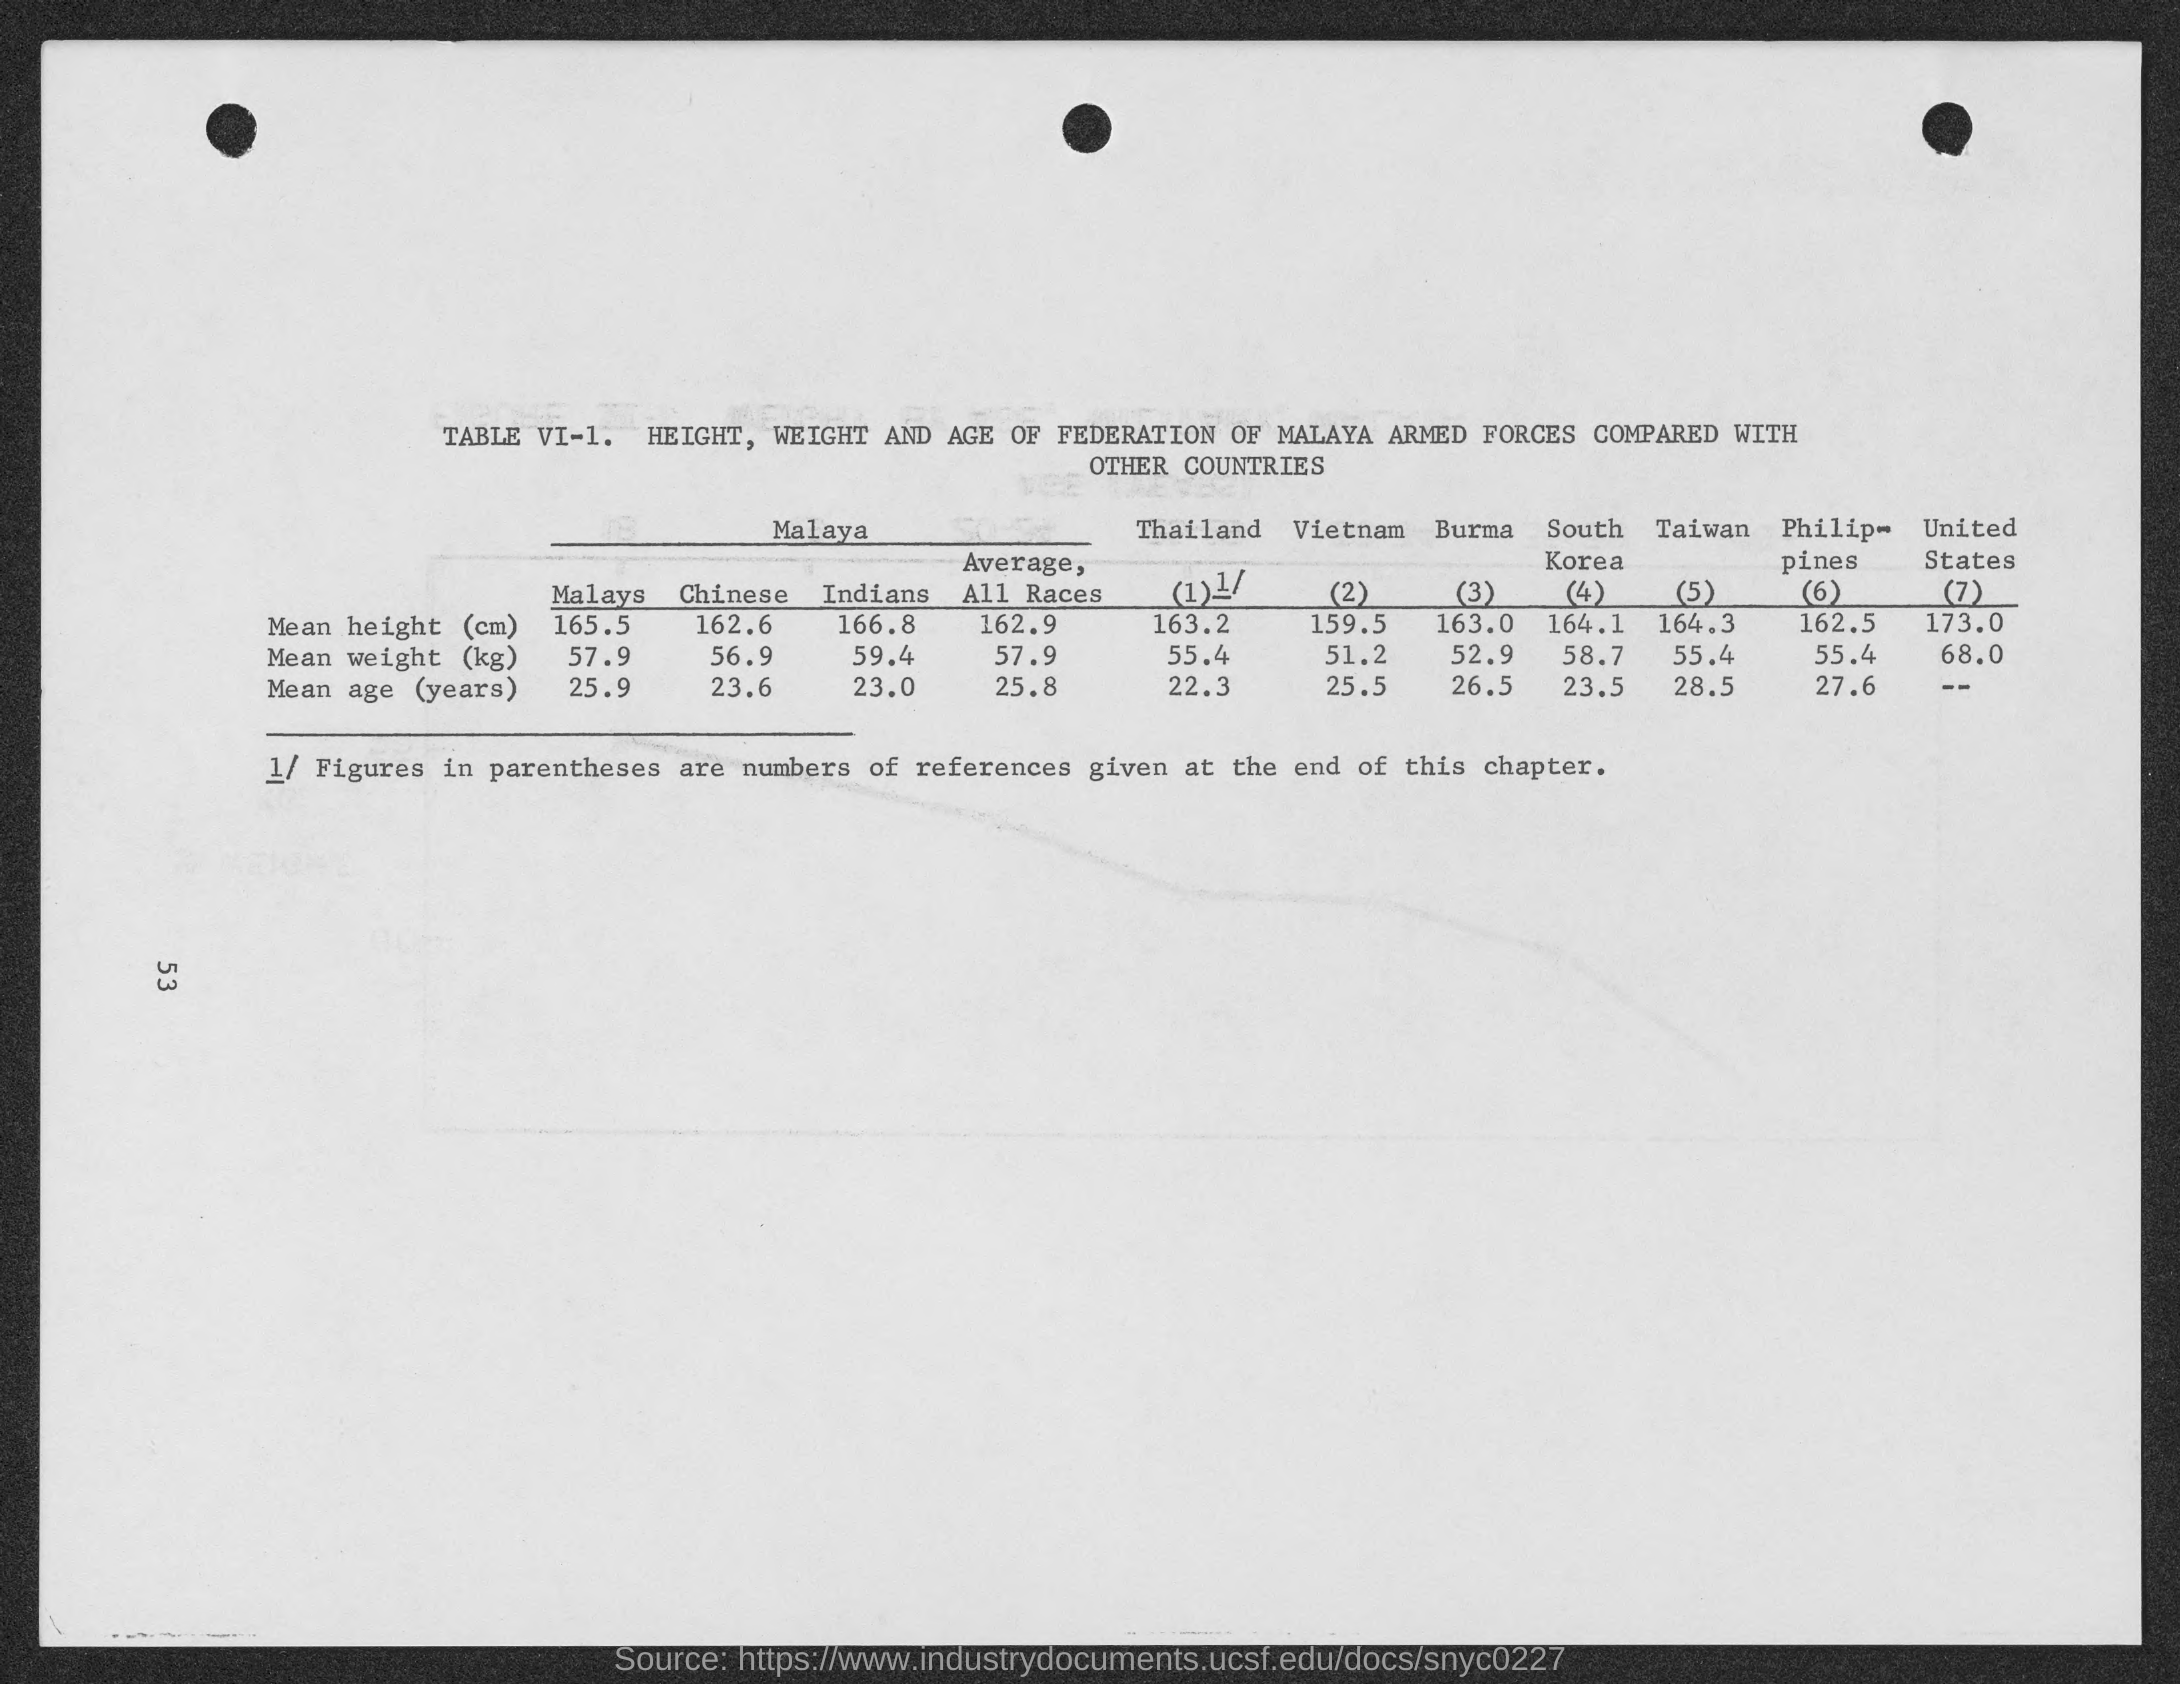 TABLE VI-1. HEIGHT, WEIGHT AND AGE OF FEDERATION OF MALAYA ARMED FORCES COMPARED WITH
OTHER COUNTRIES
Malaya Thailand Vietnam Burma South Taiwan Philip- United
Average, Korea pines States
Malays Chinese Indians All Races (1)1/ (2) (3) (4) (5) (6) (7)
Mean height (cm) 165.5 162.6 166.8 162.9 163.2 159.5 163.0 164.1 164.3 162.5 173.0
Mean weight (kg) 57.9 56.9 59.4 57.9 55.4 51.2 52.9 58.7 55.4 55.4 68.0
Mean age (years) 25.9 23.6 23.0 25.8 22.3 25.5 26.5 23.5 28.5 27.6 --
1/ Figures in parentheses are numbers of references given at the end of this chapter.
53
Source: https://www.industrydocuments.ucsf.edu/docs/snyc0227